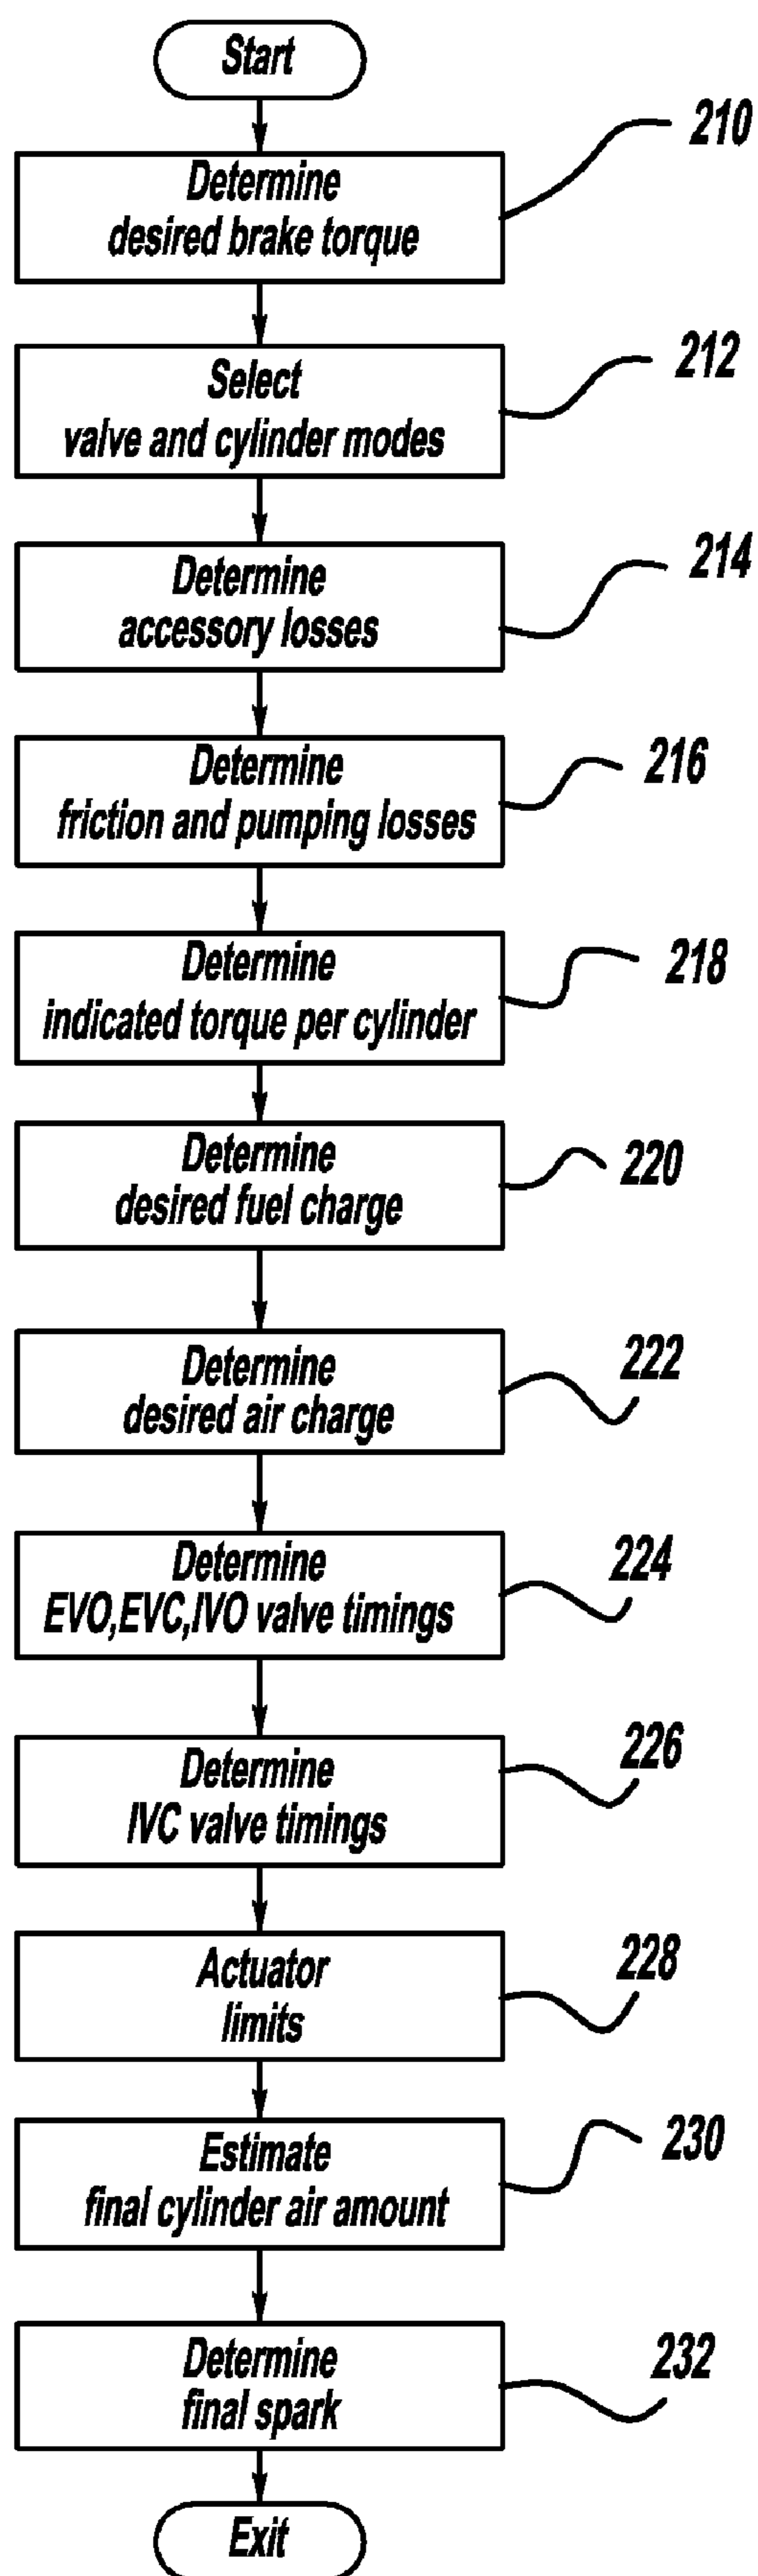 Start
210
Determine
desired brake torque
212
Select
valve and cylinder modes
214
Determine
accessory losses
216
Determine
friction and pumping losses
218
Determine
indicated torque per cylinder
220
Determine
desired fuel charge
222
Determine
desired air charge
224
Determine
EVO,EVC,IVO valve timings
226
Determine
IVC valve timings
228
Actuator
limits
230
Estimate
final cylinder air amount
232
Determine
final spark
Exit